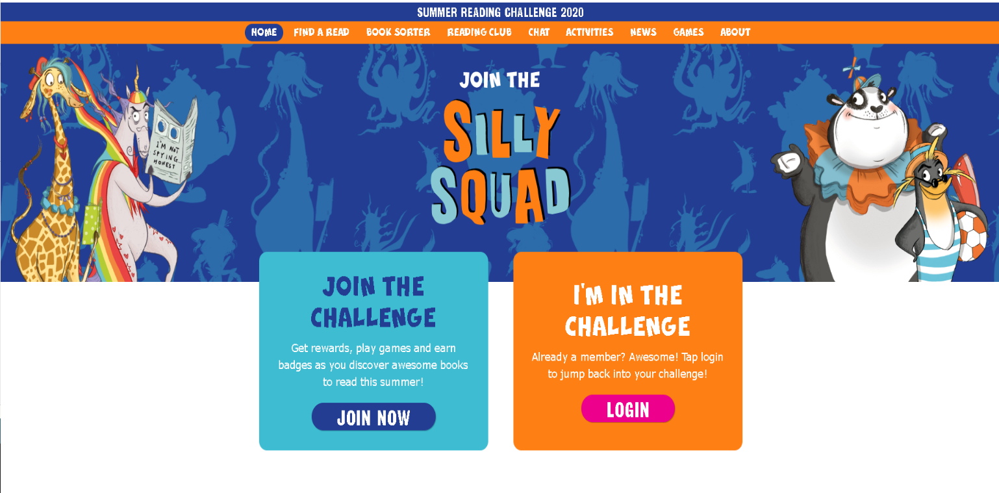 SUMMER READING CHALLENGE 2020
HOME FIND A READ BOOK SORTER READING CLUB CHAT ACTIVITIES NEWS GAMES ABOUT
JOIN THE
SILLY
SQUAD
I'M NOT
SPYING...
HONEST
JOIN THE
CHALLENGE
Get rewards, play games and earn
badges as you discover awesome books
to read this summer!
JOIN NOW
I'M IN THE
CHALLENGE
Already a member? Awesome! Tap login
to jump back into your challenge!
LOGIN